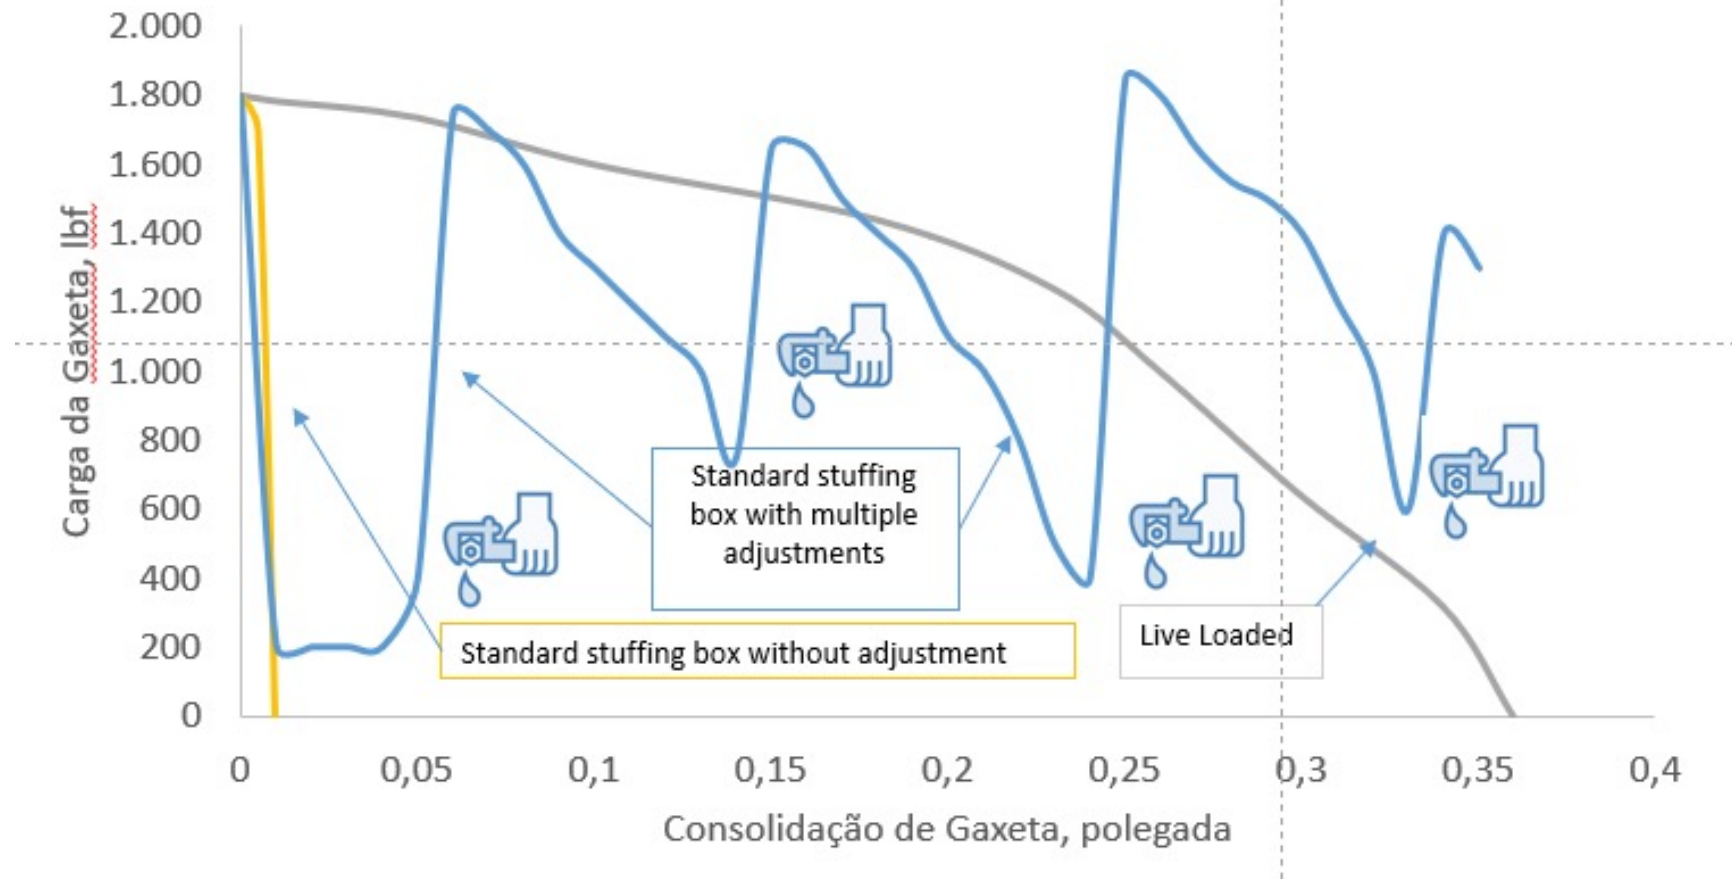 2.000
1.800
1.600
1.400
1.200
1.000
800
600
400
200
0
Carga da Gaxeta, lbf
Standard stuffing
box with multiple
adjustments
Standard stuffing box without adjustment
Live Loaded
0
0,05
0,1
0,15
0,2
0,25
0,3
0,35
0,4
Consolidação de Gaxeta, polegada